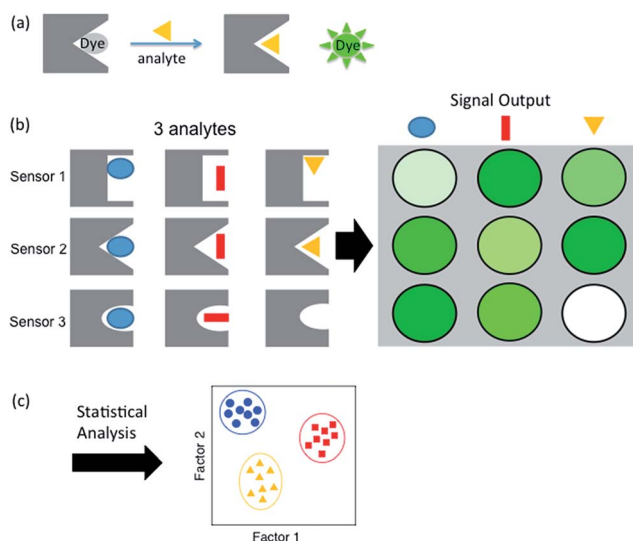 (a)
Dye
analyte
Dye
Signal Output
(b)
3 analytes
Sensor 1
Sensor 2
Sensor 3
(c)
Statistical
Analysis
Factor 2
Factor 1